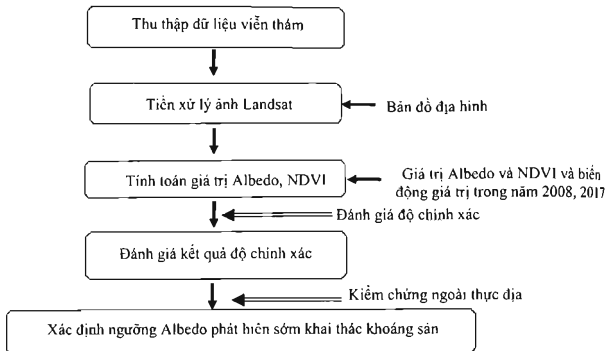 Thu thập dữ liệu viễn thám
Tiền xử lý ảnh Landsat
Bản đồ địa hình
Tính toán giá trị Albedo, NDVI
Giá trị Albedo và NDVI và biến
động giá trị trong năm 2008, 2017
Đánh giá độ chính xác
Đánh giá kết quả độ chính xác
Kiểm chứng ngoài thực địa
Xác định ngưỡng Albedo phát hiện sớm khai thác khoáng sản